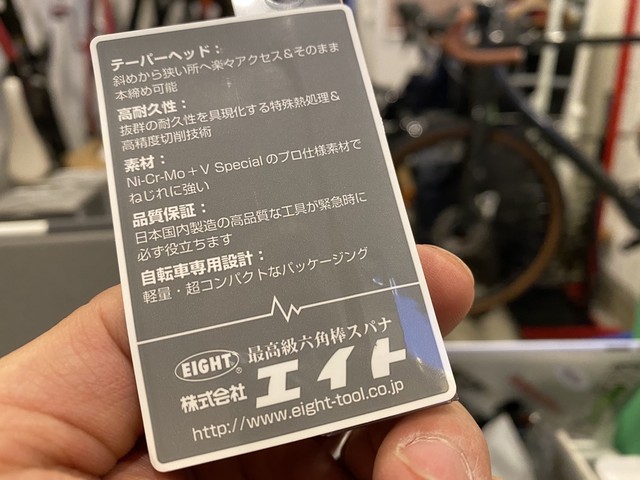 テーパーヘッド：
斜めから狭い所へ楽々アクセス＆そのまま
本締め可能
高耐久性：
抜群の耐久性を具現化する特殊熱処理＆
高精度切削技術
素材：
Ni-Cr-Mo＋V Specialのプロ仕様素材で
ねじれに強い
品質保証：
日本国内製造の高品質な工具が緊急時に
必ず役立ちます
自転車専用設計：
軽量・超コンパクトなパッケージング
EIGHT® 最高級六角棒スパナ
株式会社 エイト
http://www.eight-tool.co.jp